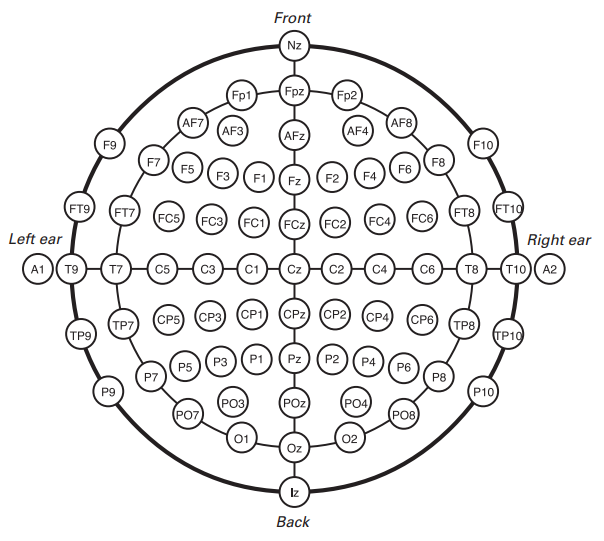 Front
Nz
Fp1 Fpz Fp2
AF7 AF3 AFz AF4 AF8
F9 F7 F5 F3 F1 Fz F2 F4 F6 F8 F10
FT9 FT7 FC5 FC3 FC1 FCz FC2 FC4 FC6 FT8 FT10
Left ear Right ear
A1 T9 T7 C5 C3 C1 Cz C2 C4 C6 T8 T10 A2
TP9 TP7 CP5 CP3 CP1 CPz CP2 CP4 CP6 TP8 TP10
P9 P7 P5 P3 P1 Pz P2 P4 P6 P8 P10
PO7 PO3 POz PO4 PO8
O1 Oz O2
Iz
Back